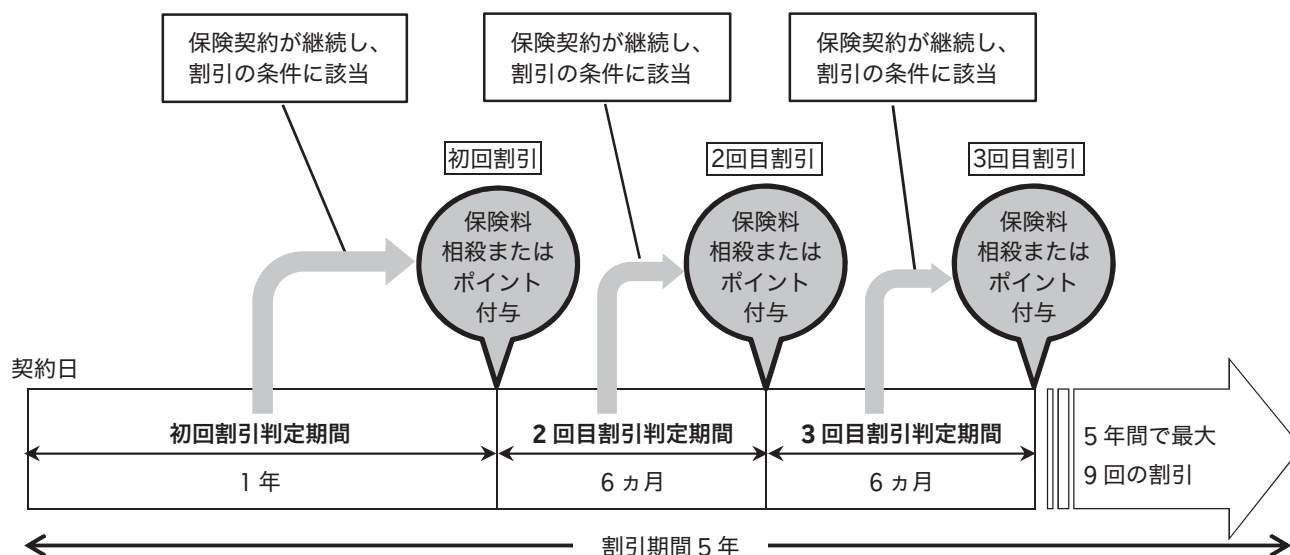 保険契約が継続し、
割引の条件に該当
保険契約が継続し、
割引の条件に該当
保険契約が継続し、
割引の条件に該当
初回割引
2回目割引
3回目割引
保険料
相殺または
ポイント
付与
保険料
相殺または
ポイント
付与
保険料
相殺または
ポイント
付与
契約日
初回割引判定期間
1 年
2 回目割引判定期間
6 ヵ月
3 回目割引判定期間
6 ヵ月
5 年間で最大
9 回の割引
割引期間 5 年